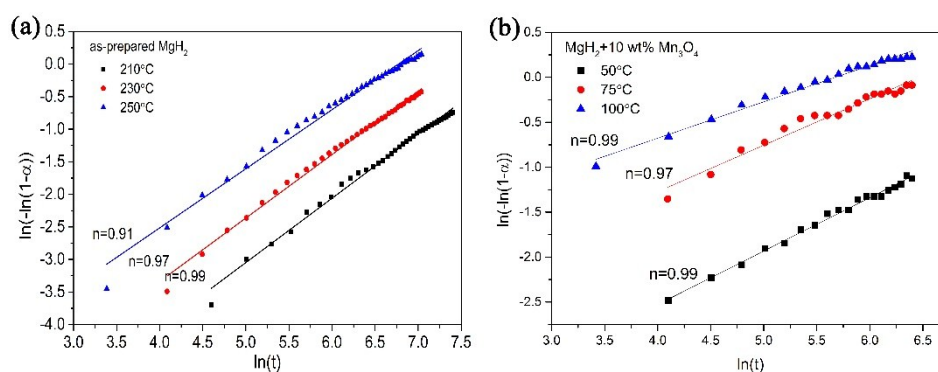 (a)
as-prepared MgH2
210°C
230°C
250°C
n=0.91
n=0.97
n=0.99
ln(-ln(1-α))
0.5
0.0
-0.5
-1.0
-1.5
-2.0
-2.5
-3.0
-3.5
-4.0
3.0 3.5 4.0 4.5 5.0 5.5 6.0 6.5 7.0 7.5
ln(t)
(b)
MgH2+10 wt% Mn3O4
50°C
75°C
100°C
n=0.99
n=0.97
n=0.99
ln(-ln(1-α))
0.5
0.0
-0.5
-1.0
-1.5
-2.0
-2.5
3.0 3.5 4.0 4.5 5.0 5.5 6.0 6.5
ln(t)